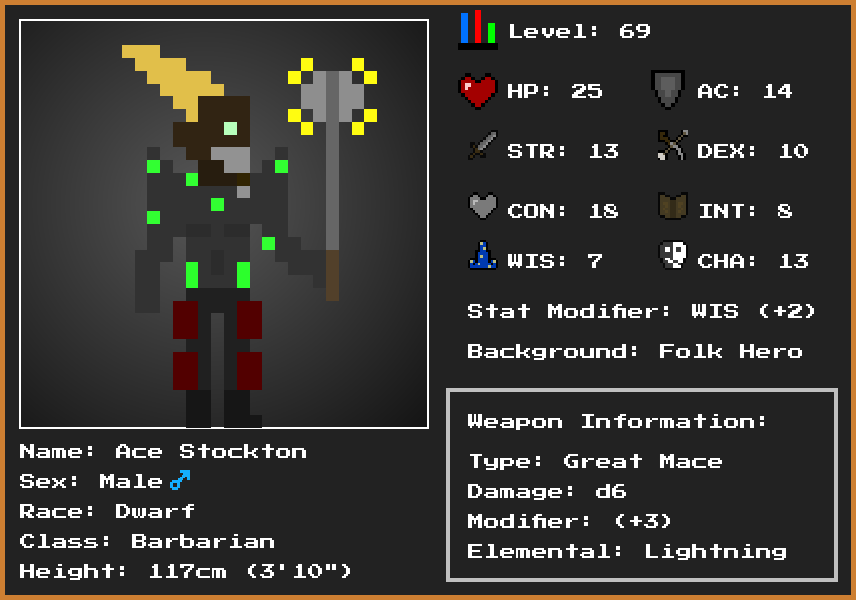 Level: 69
HP: 25 AC: 14
STR: 13 DEX: 10
CON: 18 INT: 8
WIS: 7 CHA: 13
Stat Modifier: WIS (+2)
Background: Folk Hero
Weapon Information:
Type: Great Mace
Damage: d6
Modifier: (+3)
Elemental: Lightning
Name: Ace Stockton
Sex: Male ♂
Race: Dwarf
Class: Barbarian
Height: 117cm (3'10")